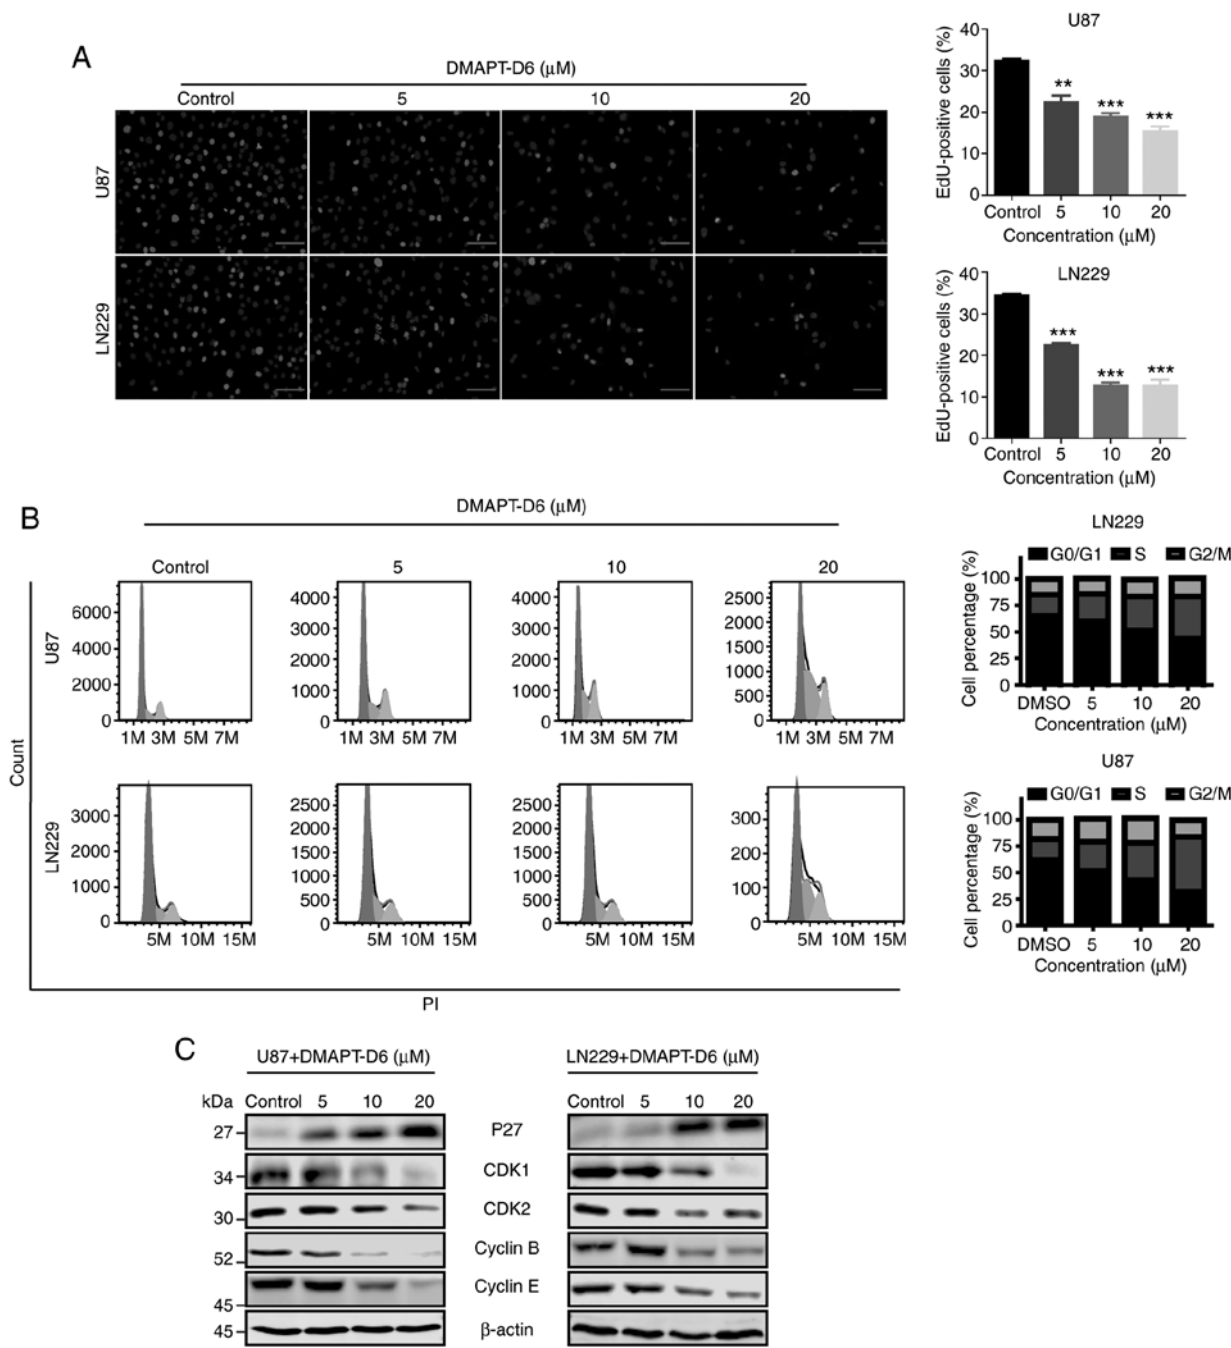 A
DMAPT-D6 (μM)
Control 5 10 20
U87
LN229
U87
EdU-positive cells (%)
40
30
20
10
0
** *** ***
Control 5 10 20
Concentration (μM)
LN229
EdU-positive cells (%)
40
30
20
10
0
*** *** ***
Control 5 10 20
Concentration (μM)
B
DMAPT-D6 (μM)
Control 5 10 20
Count
U87
6000
4000
2000
0
1M 3M 5M 7M
4000
3000
2000
1000
0
1M 3M 5M 7M
4000
3000
2000
1000
0
1M 3M 5M 7M
2500
2000
1500
1000
500
0
1M 3M 5M 7M
LN229
3000
2000
1000
0
5M 10M 15M
2500
2000
1500
1000
500
0
5M 10M 15M
2500
2000
1500
1000
500
0
5M 10M 15M
300
200
100
0
5M 10M 15M
PI
LN229
G0/G1 S G2/M
Cell percentage (%)
100
75
50
25
0
DMSO 5 10 20
Concentration (μM)
U87
G0/G1 S G2/M
Cell percentage (%)
100
75
50
25
0
DMSO 5 10 20
Concentration (μM)
C
U87+DMAPT-D6 (μM) LN229+DMAPT-D6 (μM)
kDa Control 5 10 20 Control 5 10 20
27 P27
34 CDK1
30 CDK2
52 Cyclin B
45 Cyclin E
45 β-actin